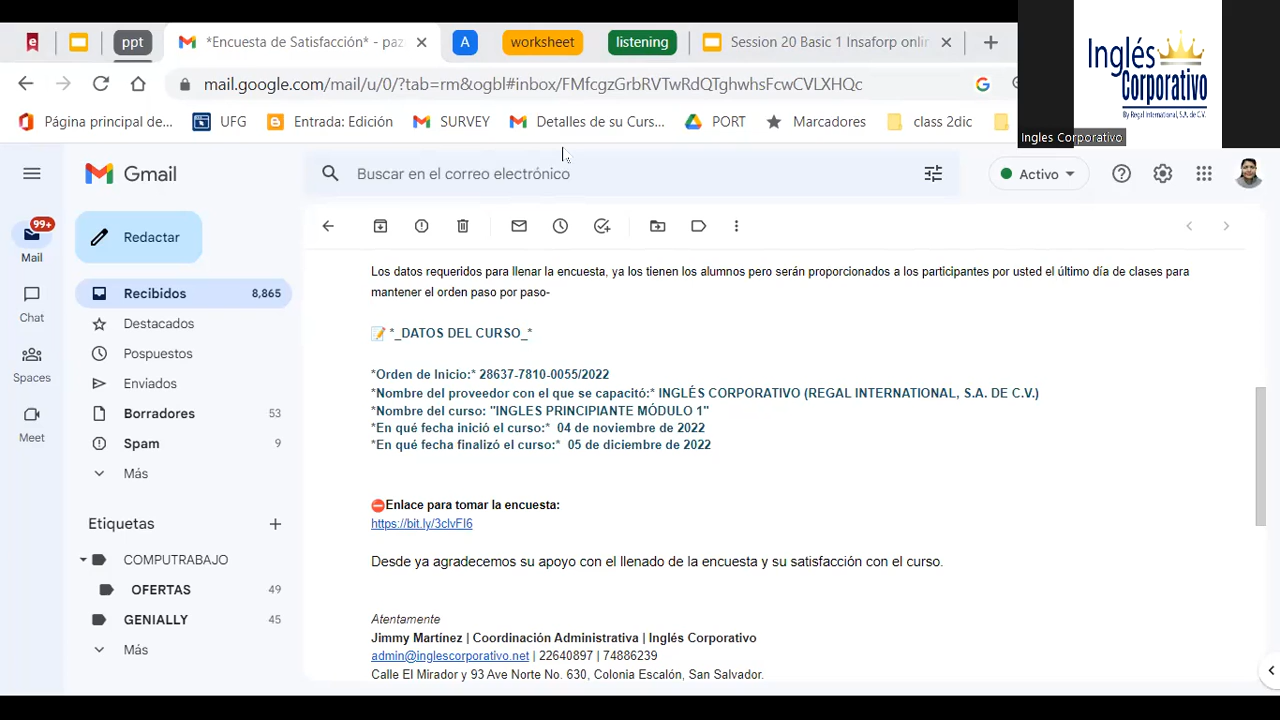 ppt
*Encuesta de Satisfacción* - paz
A
worksheet
listening
Session 20 Basic 1 Insaforp onlin
mail.google.com/mail/u/0/?tab=rm&ogbl#inbox/FMfcgzGrbRVTwRdQTghwhsFcwCVLXHQc
Inglés
Corporativo
By Regal International, S.A. de C.V.
Ingles Corporativo
Página principal de...
UFG
Entrada: Edición
SURVEY
Detalles de su Curs...
PORT
Marcadores
class 2dic
Gmail
Buscar en el correo electrónico
Activo
99+
Mail
Chat
Spaces
Meet
Redactar
Recibidos 8,865
Destacados
Pospuestos
Enviados
Borradores 53
Spam 9
Más
Etiquetas
COMPUTRABAJO
OFERTAS 49
GENIALLY 45
Más
Los datos requeridos para llenar la encuesta, ya los tienen los alumnos pero serán proporcionados a los participantes por usted el último día de clases para
mantener el orden paso por paso-
*_DATOS DEL CURSO_*
*Orden de Inicio:* 28637-7810-0055/2022
*Nombre del proveedor con el que se capacitó:* INGLÉS CORPORATIVO (REGAL INTERNATIONAL, S.A. DE C.V.)
*Nombre del curso: "INGLES PRINCIPIANTE MÓDULO 1"
*En qué fecha inició el curso:* 04 de noviembre de 2022
*En qué fecha finalizó el curso:* 05 de diciembre de 2022
Enlace para tomar la encuesta:
https://bit.ly/3clvFI6
Desde ya agradecemos su apoyo con el llenado de la encuesta y su satisfacción con el curso.
Atentamente
Jimmy Martínez | Coordinación Administrativa | Inglés Corporativo
admin@inglescorporativo.net | 22640897 | 74886239
Calle El Mirador y 93 Ave Norte No. 630, Colonia Escalón, San Salvador.